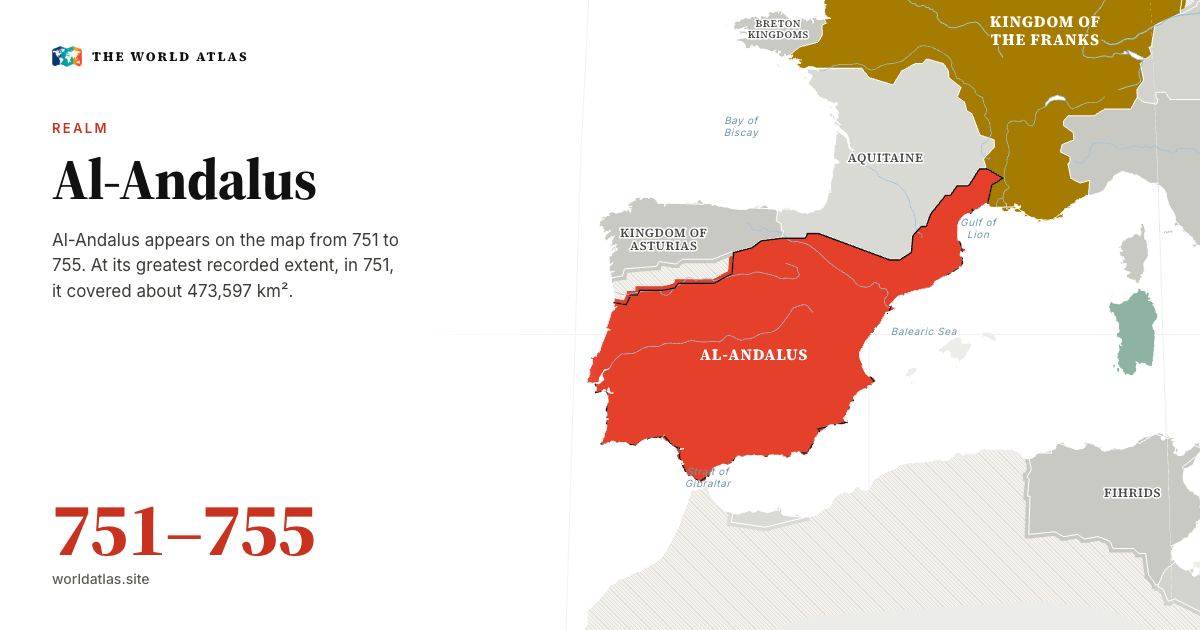 THE WORLD ATLAS
REALM
Al-Andalus
Al-Andalus appears on the map from 751 to
755. At its greatest recorded extent, in 751,
it covered about 473,597 km².
751–755
worldatlas.site
BRETON
KINGDOMS
KINGDOM OF
THE FRANKS
Bay of
Biscay
AQUITAINE
KINGDOM OF
ASTURIAS
Gulf of
Lion
Balearic Sea
AL-ANDALUS
Strait of
Gibraltar
FIHRIDS